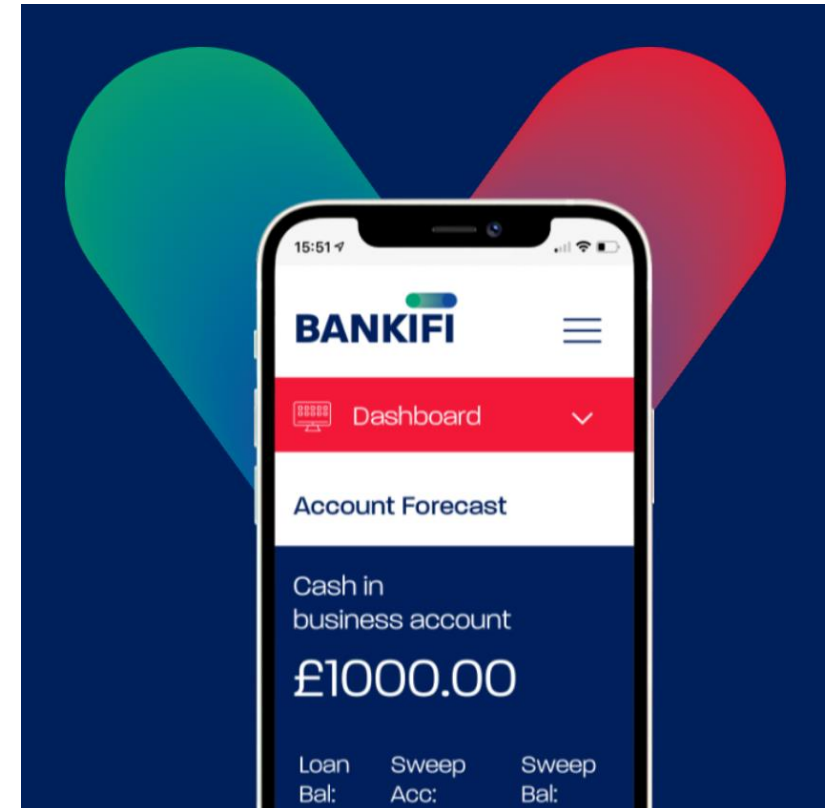 15:51
BANKIFI
Dashboard
Account Forecast
Cash in
business account
£1000.00
Loan Sweep Sweep
Bal: Acc: Bal: